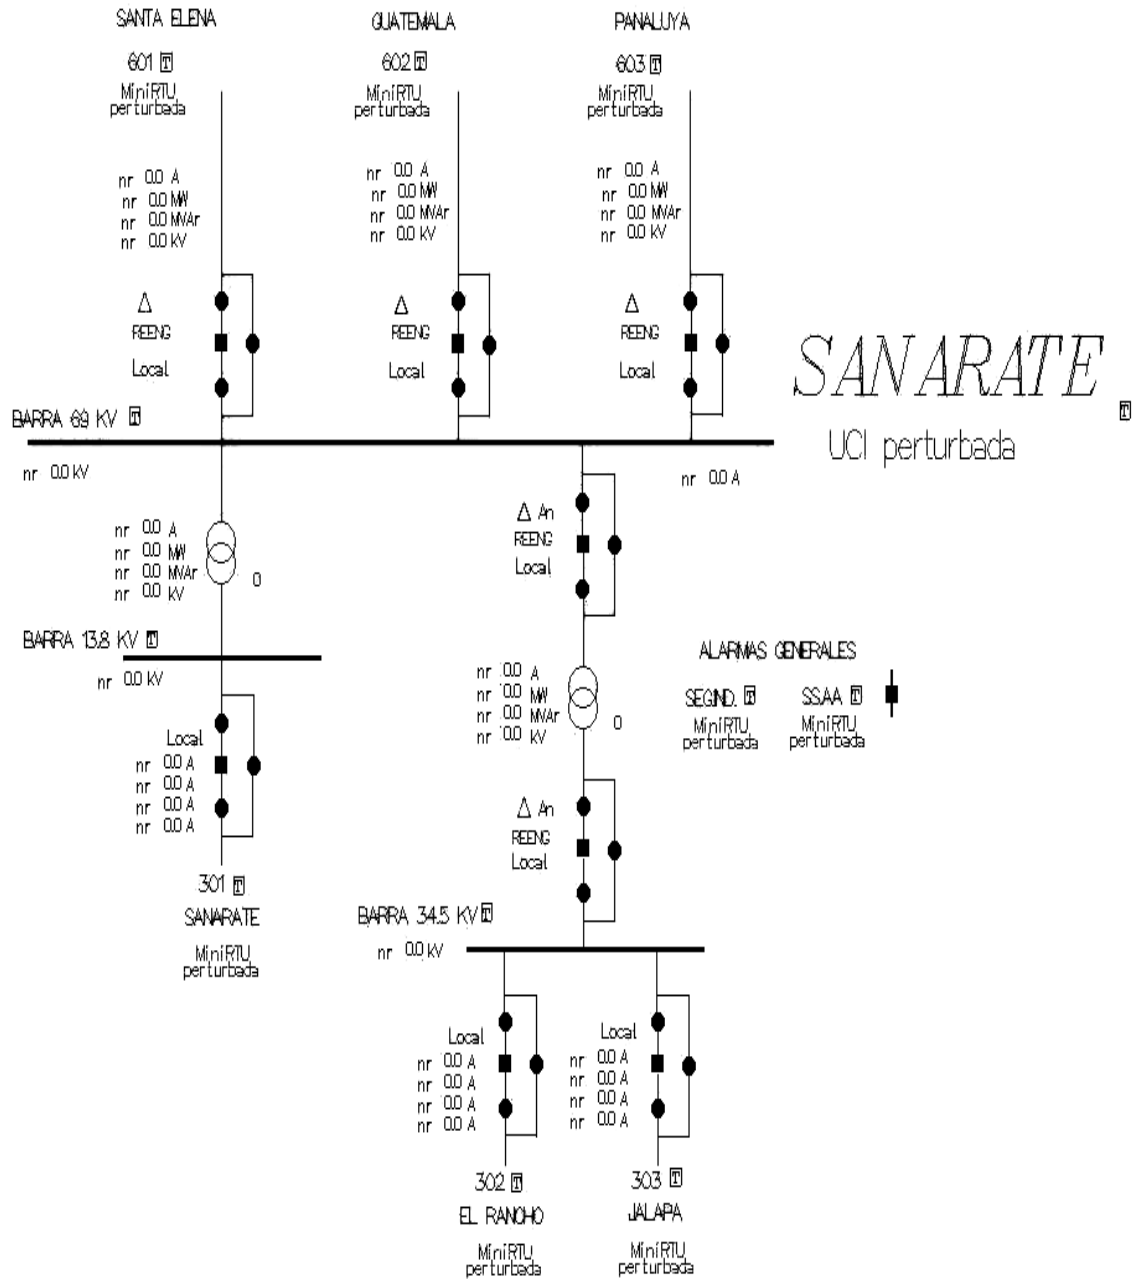 SANTA ELENA
601 T
MiniRTU
perturbada
nr 0.0 A
nr 0.0 MW
nr 0.0 MVAr
nr 0.0 KV
△
REENG
Local
GUATEMALA
602 T
MiniRTU
perturbada
nr 0.0 A
nr 0.0 MW
nr 0.0 MVAr
nr 0.0 KV
△
REENG
Local
PANALUYA
603 T
MiniRTU
perturbada
nr 0.0 A
nr 0.0 MW
nr 0.0 MVAr
nr 0.0 KV
△
REENG
Local
SANARATE T
UCI perturbada
BARRA 69 KV T
nr 0.0 KV
nr 0.0 A
nr 0.0 A
nr 0.0 MW
nr 0.0 MVAr
nr 0.0 KV
0
△ An
REENG
Local
BARRA 13.8 KV T
nr 0.0 KV
Local
nr 0.0 A
nr 0.0 A
nr 0.0 A
nr 0.0 A
301 T
SANARATE
MiniRTU
perturbada
nr 0.0 A
nr 0.0 MW
nr 0.0 MVAr
nr 0.0 KV
0
ALARMAS GENERALES
SEGIND. T
MiniRTU
perturbada
SSAA T
MiniRTU
perturbada
△ An
REENG
Local
BARRA 34.5 KV T
nr 0.0 KV
Local
nr 0.0 A
nr 0.0 A
nr 0.0 A
nr 0.0 A
302 T
EL RANCHO
MiniRTU
perturbada
Local
nr 0.0 A
nr 0.0 A
nr 0.0 A
nr 0.0 A
303 T
JALAPA
MiniRTU
perturbada